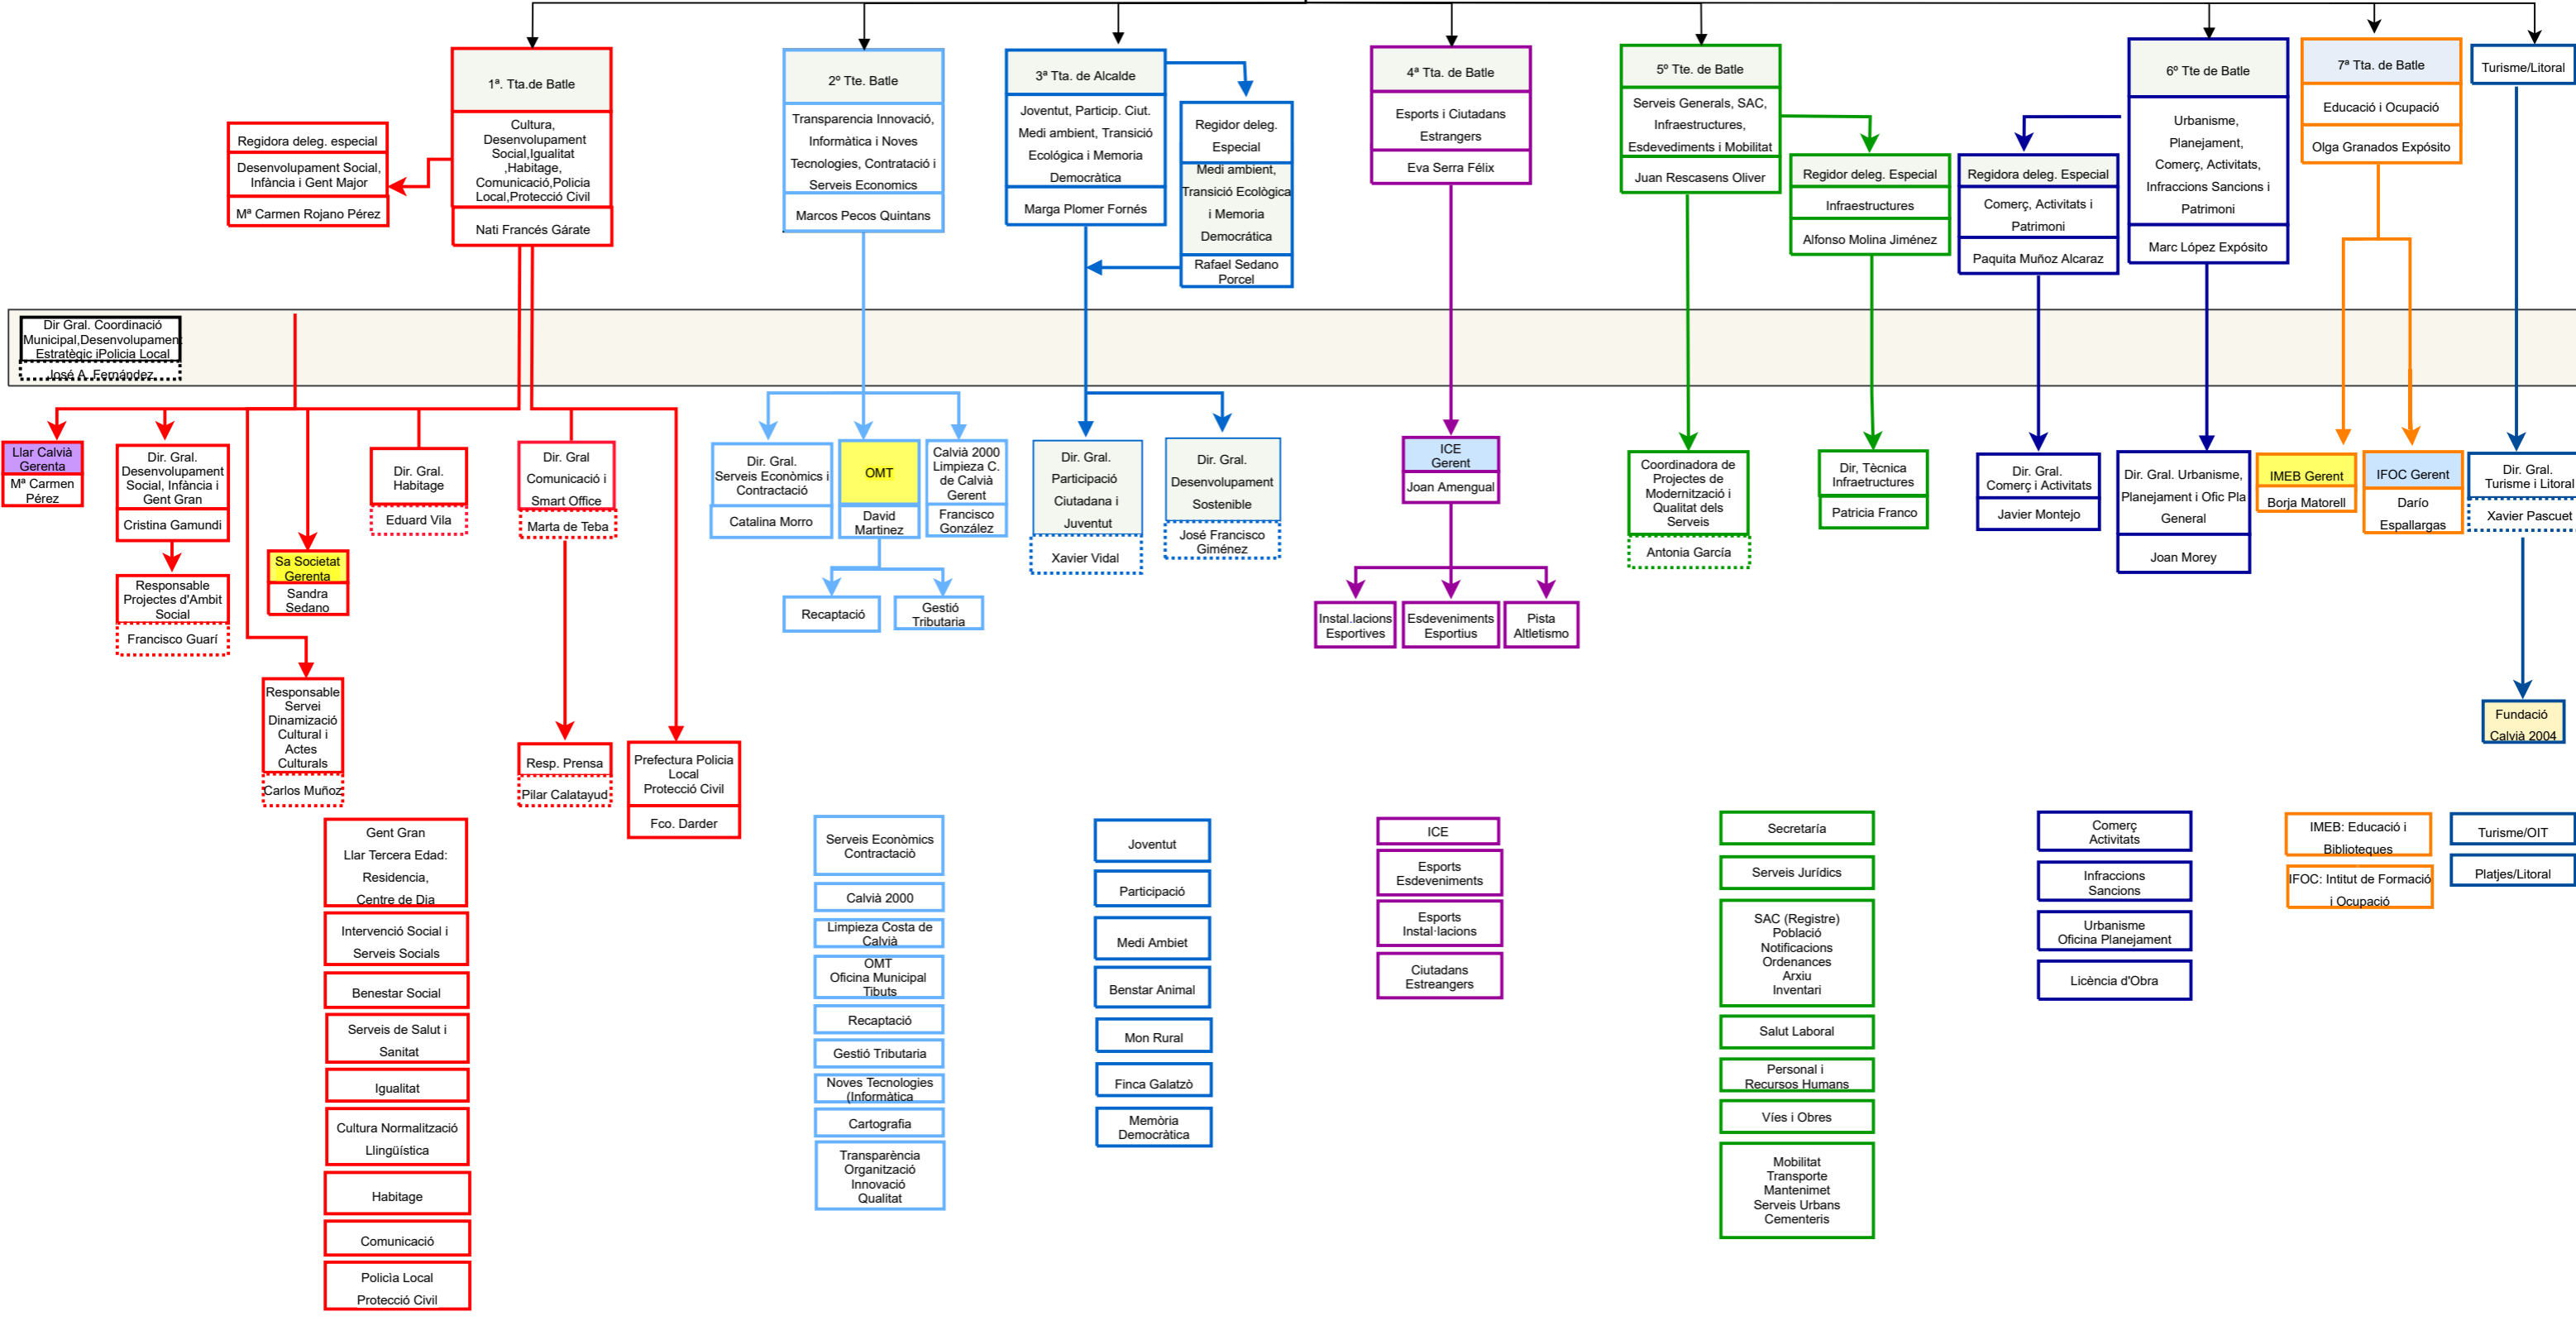 1ª. Tta.de Batle
Cultura,
Desenvolupament
Social,Igualitat
,Habitage,
Comunicació,Policia
Local,Protecció Civil
Nati Francés Gárate
Regidora deleg. especial
Desenvolupament Social,
Infància i Gent Major
Mª Carmen Rojano Pérez
2º Tte. Batle
Transparencia Innovació,
Informàtica i Noves
Tecnologies, Contratació i
Serveis Economics
Marcos Pecos Quintans
3ª Tta. de Alcalde
Joventut, Particip. Ciut.
Medi ambient, Transició
Ecológica i Memoria
Democràtica
Marga Plomer Fornés
Regidor deleg.
Especial
Medi ambient,
Transició Ecològica
i Memoria
Democrática
Rafael Sedano
Porcel
4ª Tta. de Batle
Esports i Ciutadans
Estrangers
Eva Serra Félix
5º Tte. de Batle
Serveis Generals, SAC,
Infraestructures,
Esdevediments i Mobilitat
Juan Rescasens Oliver
Regidor deleg. Especial
Infraestructures
Alfonso Molina Jiménez
Regidora deleg. Especial
Comerç, Activitats i
Patrimoni
Paquita Muñoz Alcaraz
6º Tte de Batle
Urbanisme,
Planejament,
Comerç, Activitats,
Infraccions Sancions i
Patrimoni
Marc López Expósito
7ª Tta. de Batle
Educació i Ocupació
Olga Granados Expósito
Turisme/Litoral
Dir Gral. Coordinació
Municipal,Desenvolupament
Estratègic iPolicia Local
José A. Fernández
Llar Calvià
Gerenta
Mª Carmen
Pérez
Dir. Gral.
Desenvolupament
Social, Infància i
Gent Gran
Cristina Gamundi
Responsable
Projectes d'Ambit
Social
Francisco Guarí
Sa Societat
Gerenta
Sandra
Sedano
Responsable
Servei
Dinamizació
Cultural i
Actes
Culturals
Carlos Muñoz
Dir. Gral.
Habitage
Eduard Vila
Dir. Gral
Comunicació i
Smart Office
Marta de Teba
Resp. Prensa
Pilar Calatayud
Prefectura Policia
Local
Protecció Civil
Fco. Darder
Dir. Gral.
Serveis Econòmics i
Contractació
Catalina Morro
OMT
David
Martinez
Calvià 2000
Limpieza C.
de Calvià
Gerent
Francisco
González
Recaptació
Gestió
Tributaria
Dir. Gral.
Participació
Ciutadana i
Juventut
Xavier Vidal
Dir. Gral.
Desenvolupament
Sostenible
José Francisco
Giménez
ICE
Gerent
Joan Amengual
Instal.lacions
Esportives
Esdeveniments
Esportius
Pista
Altletismo
Coordinadora de
Projectes de
Modernització i
Qualitat dels
Serveis
Antonia García
Dir, Tècnica
Infraetructures
Patricia Franco
Dir. Gral.
Comerç i Activitats
Javier Montejo
Dir. Gral. Urbanisme,
Planejament i Ofic Pla
General
Joan Morey
IMEB Gerent
Borja Matorell
IFOC Gerent
Darío
Espallargas
Dir. Gral.
Turisme i Litoral
Xavier Pascuet
Fundació
Calvià 2004
Gent Gran
Llar Tercera Edad:
Residencia,
Centre de Dia
Intervenció Social i
Serveis Socials
Benestar Social
Serveis de Salut i
Sanitat
Igualitat
Cultura Normalització
Llingüística
Habitage
Comunicació
Policìa Local
Protecció Civil
Serveis Econòmics
Contractaciò
Calvià 2000
Limpieza Costa de
Calvià
OMT
Oficina Municipal
Tibuts
Recaptació
Gestió Tributaria
Noves Tecnologies
(Informàtica
Cartografia
Transparència
Organització
Innovació
Qualitat
Joventut
Participació
Medi Ambiet
Benstar Animal
Mon Rural
Finca Galatzò
Memòria
Democràtica
ICE
Esports
Esdeveniments
Esports
Instal·lacions
Ciutadans
Estreangers
Secretaría
Serveis Jurídics
SAC (Registre)
Població
Notificacions
Ordenances
Arxiu
Inventari
Salut Laboral
Personal i
Recursos Humans
Víes i Obres
Mobilitat
Transporte
Mantenimet
Serveis Urbans
Cementeris
Comerç
Activitats
Infraccions
Sancions
Urbanisme
Oficina Planejament
Licència d'Obra
IMEB: Educació i
Biblioteques
IFOC: Intitut de Formació
i Ocupació
Turisme/OIT
Platjes/Litoral